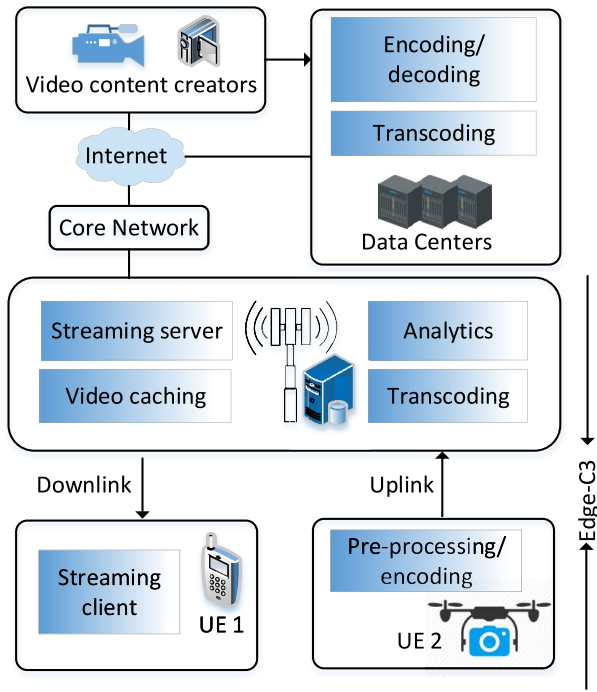 Video content creators
Encoding/
decoding
Transcoding
Data Centers
Internet
Core Network
Streaming server
Video caching
Analytics
Transcoding
Downlink
Uplink
Edge-C3
Streaming
client
UE 1
Pre-processing/
encoding
UE 2